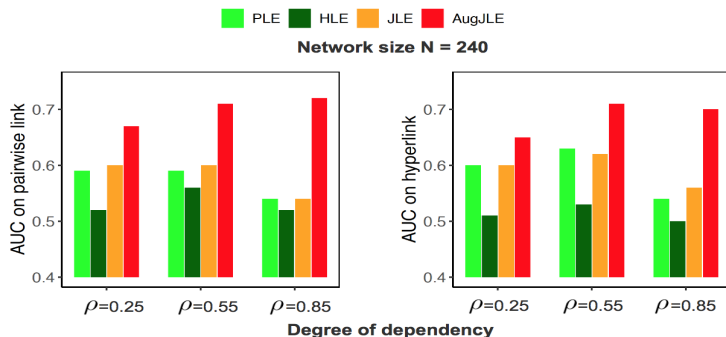 PLE HLE JLE AugJLE
Network size N = 240
AUC on pairwise link
0.7
0.6
0.5
0.4
ρ=0.25 ρ=0.55 ρ=0.85
AUC on hyperlink
0.7
0.6
0.5
0.4
ρ=0.25 ρ=0.55 ρ=0.85
Degree of dependency